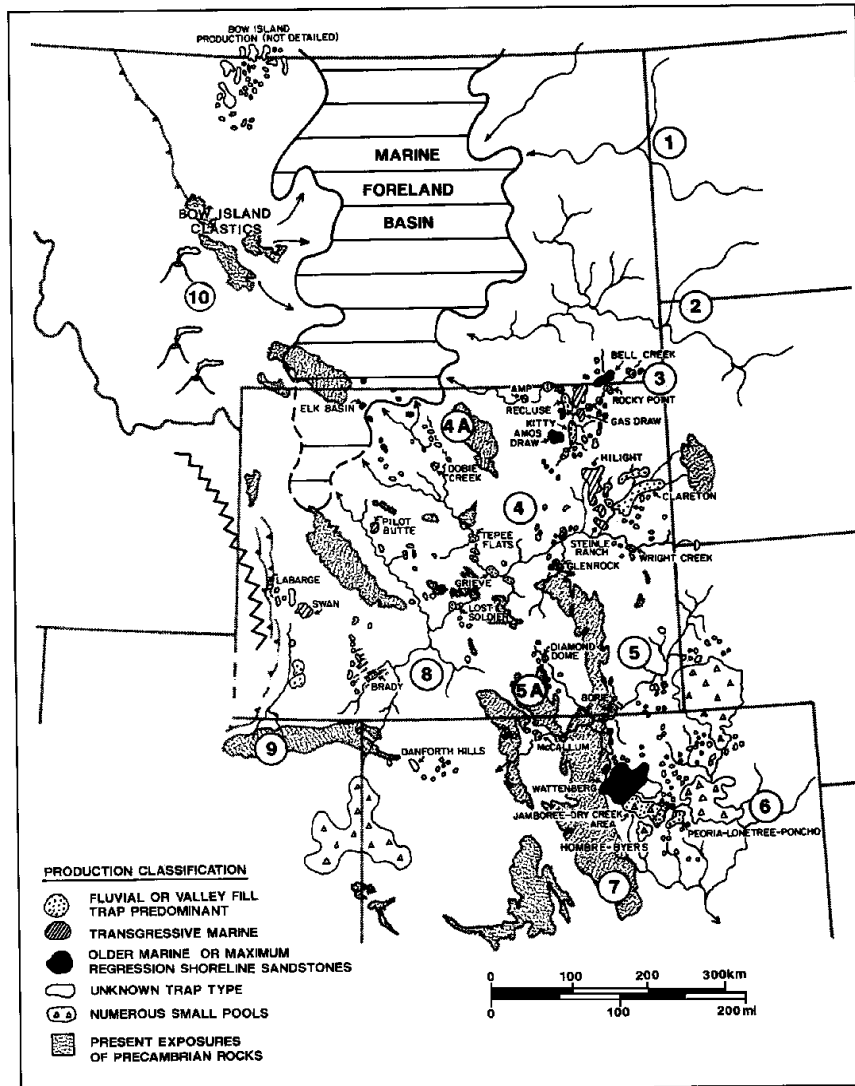 BOW ISLAND
PRODUCTION (NOT DETAILED)
MARINE
FORELAND
BASIN
1
BOW ISLAND
CLASTICS
10
2
BELL CREEK
3
AMP
ROCKY POINT
ELK BASIN
RECLUSE
KITTY
GAS DRAW
4A
AMOS
DRAW
DOBIE
CREEK
HILIGHT
CLARETON
4
PILOT
BUTTE
TEPEE
FLATS
STEINLE
RANCH
WRIGHT CREEK
GLENROCK
LABARGE
GRIEVE
SWAN
LOST
SOLDIER
DIAMOND
DOME
5
8
BRADY
5A
BORIE
9
DANFORTH HILLS
McCALLUM
WATTENBERG
JAMBOREE-DRY CREEK
AREA
6
PEORIA-LONETREE-PONCHO
HOMBRE-BYERS
7
PRODUCTION CLASSIFICATION
FLUVIAL OR VALLEY FILL
TRAP PREDOMINANT
TRANSGRESSIVE MARINE
OLDER MARINE OR MAXIMUM
REGRESSION SHORELINE SANDSTONES
UNKNOWN TRAP TYPE
NUMEROUS SMALL POOLS
PRESENT EXPOSURES
OF PRECAMBRIAN ROCKS
0 100 200 300km
0 100 200 mi